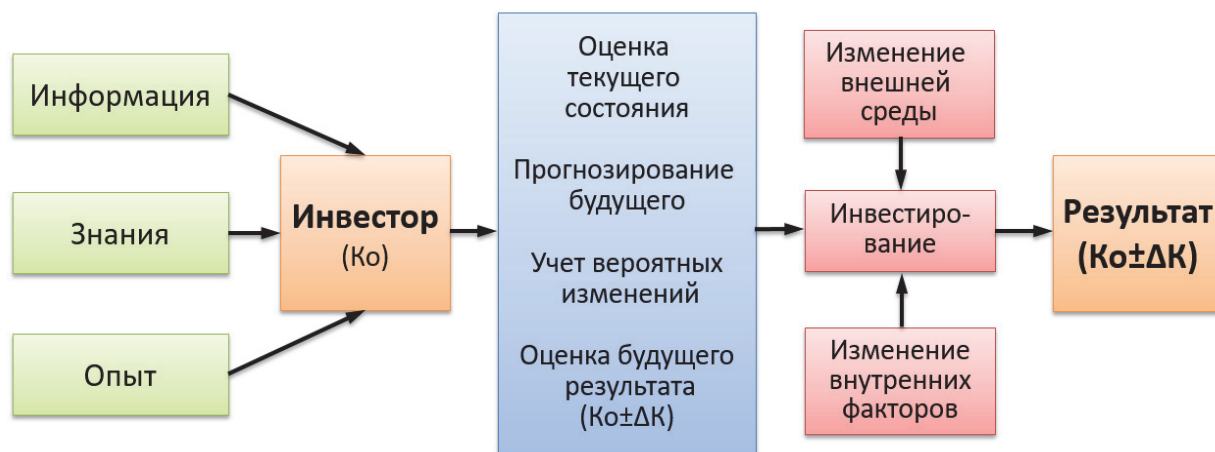 Информация
Знания
Опыт
Инвестор
(Ко)
Оценка
текущего
состояния
Прогнозирование
будущего
Учет вероятных
изменений
Оценка будущего
результата
(Ко±ΔК)
Изменение
внешней
среды
Инвестиро-
вание
Изменение
внутренних
факторов
Результат
(Ко±ΔК)